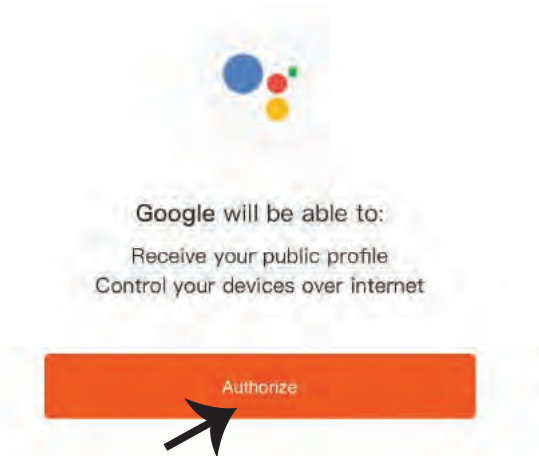 Google will be able to:
Receive your public profile
Control your devices over internet
Authorize